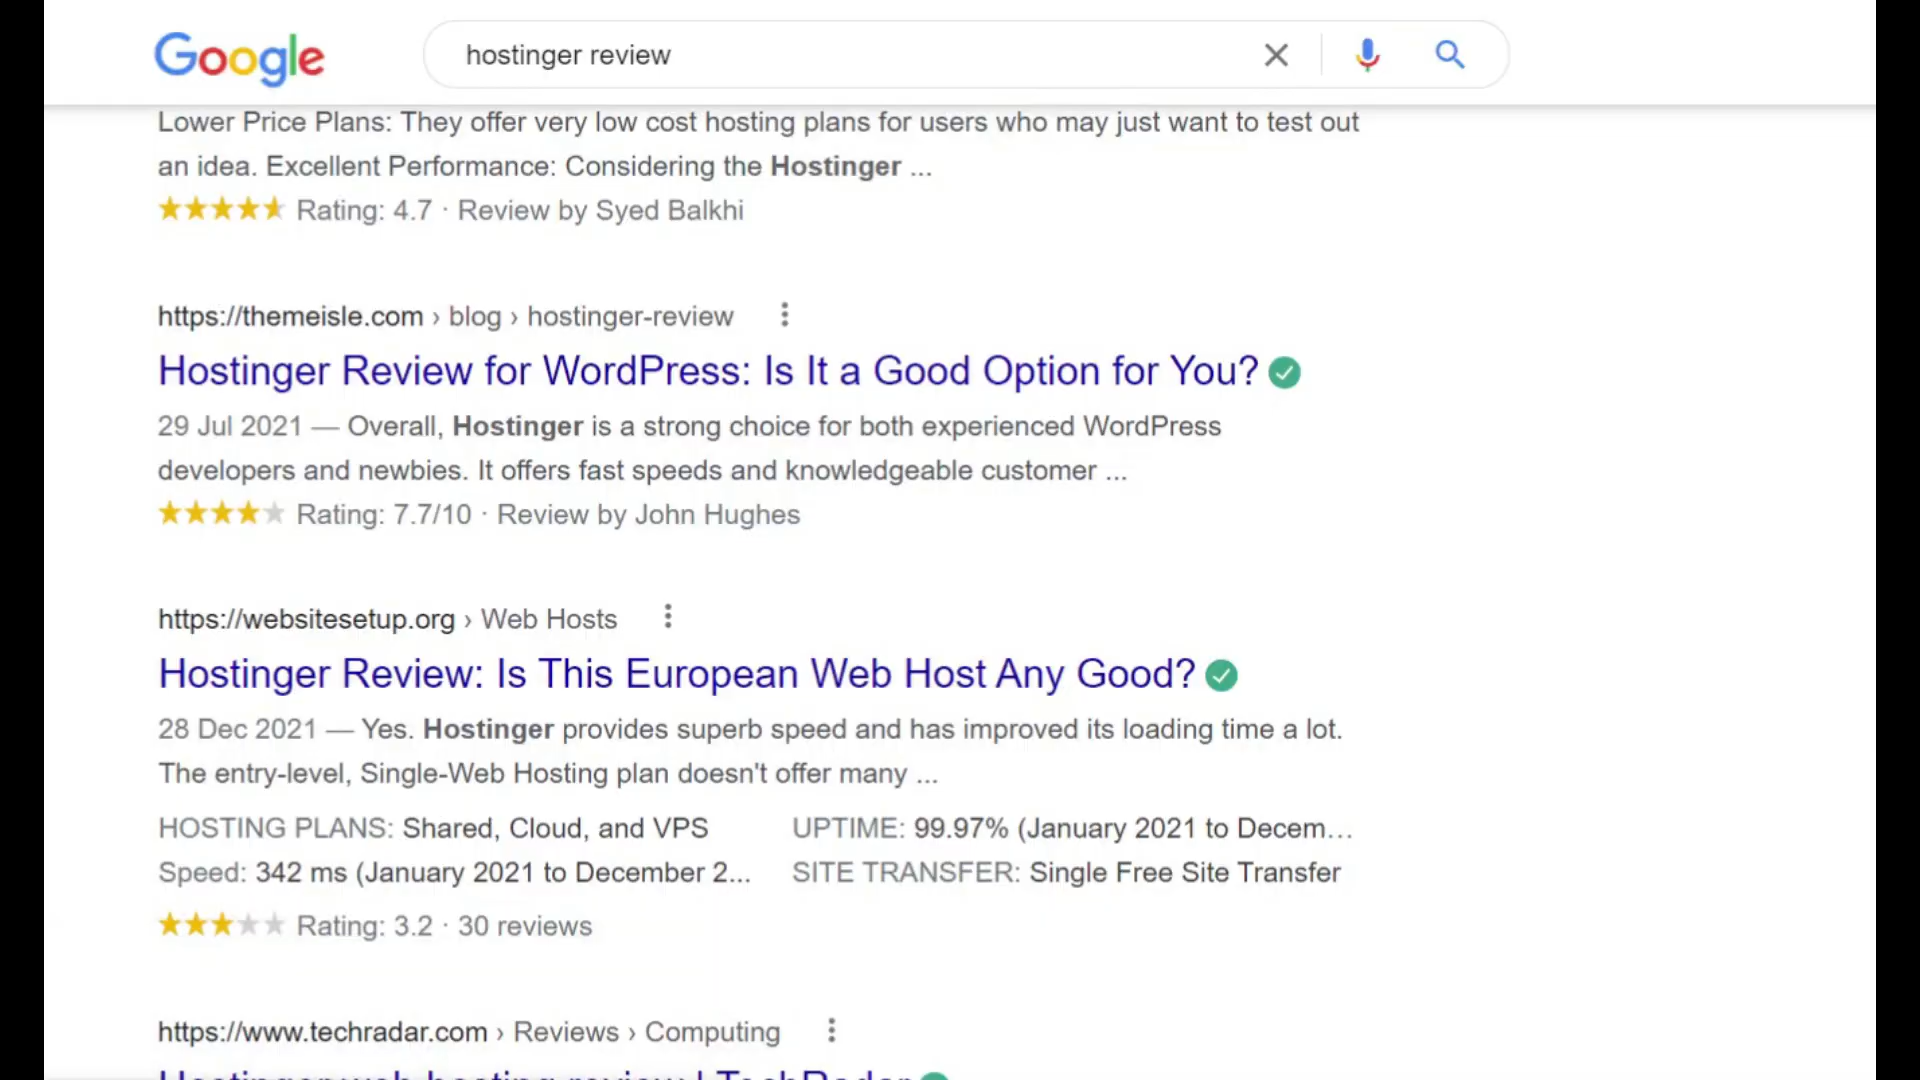 Google
hostinger review
Lower Price Plans: They offer very low cost hosting plans for users who may just want to test out
an idea. Excellent Performance: Considering the Hostinger ...
Rating: 4.7 · Review by Syed Balkhi
https://themeisle.com › blog › hostinger-review
Hostinger Review for WordPress: Is It a Good Option for You?
29 Jul 2021 — Overall, Hostinger is a strong choice for both experienced WordPress
developers and newbies. It offers fast speeds and knowledgeable customer ...
Rating: 7.7/10 · Review by John Hughes
https://websitesetup.org › Web Hosts
Hostinger Review: Is This European Web Host Any Good?
28 Dec 2021 — Yes. Hostinger provides superb speed and has improved its loading time a lot.
The entry-level, Single-Web Hosting plan doesn't offer many ...
HOSTING PLANS: Shared, Cloud, and VPS UPTIME: 99.97% (January 2021 to Decem...
Speed: 342 ms (January 2021 to December 2... SITE TRANSFER: Single Free Site Transfer
Rating: 3.2 · 30 reviews
https://www.techradar.com › Reviews › Computing
Hostinger web hosting review | TechRadar